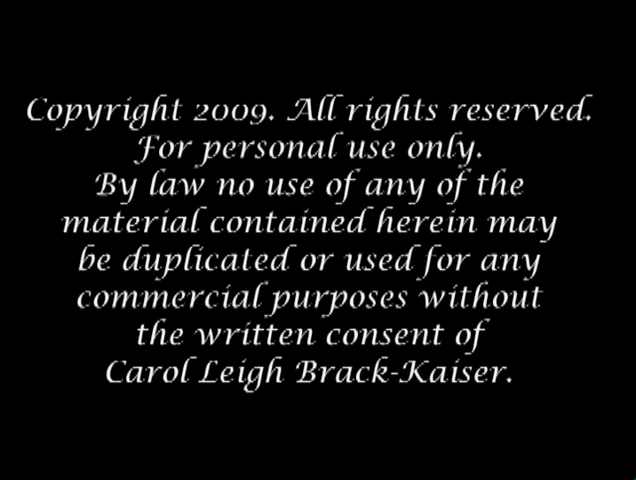 Copyright 2009. All rights reserved.
For personal use only.
By law no use of any of the
material contained herein may
be duplicated or used for any
commercial purposes without
the written consent of
Carol Leigh Brack-Kaiser.